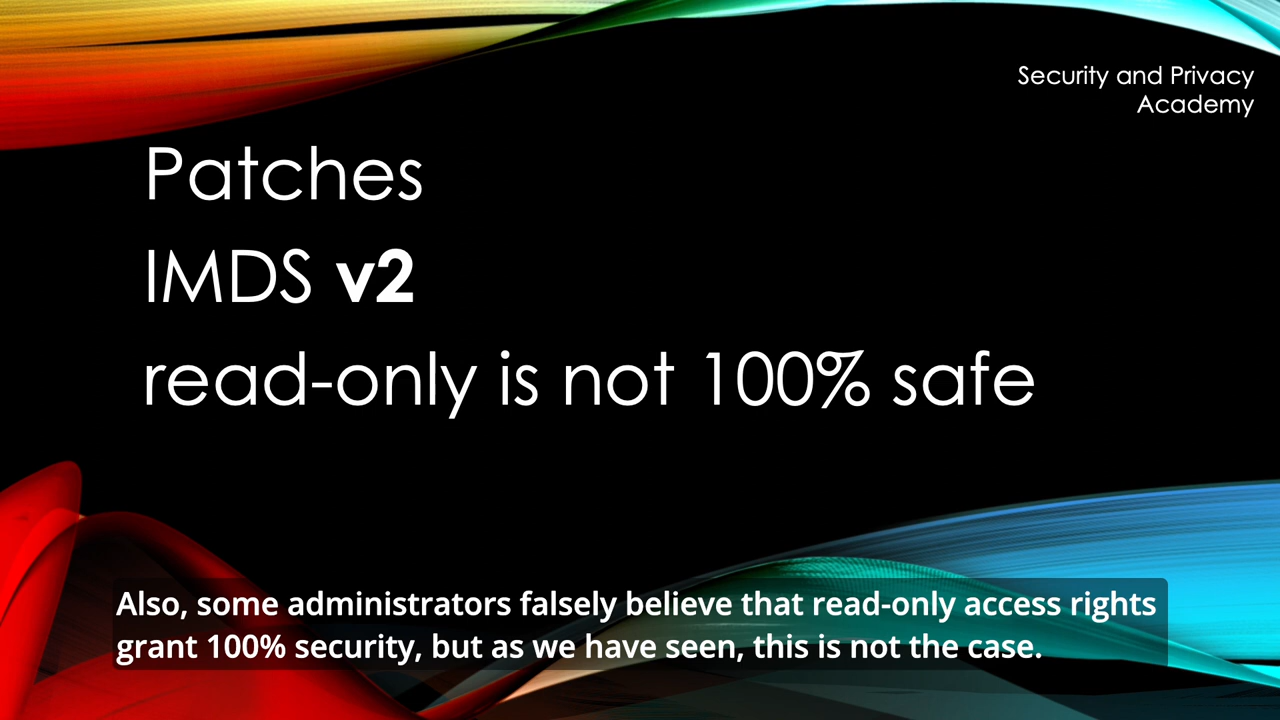 Security and Privacy
Academy
Patches
IMDS v2
read-only is not 100% safe
Also, some administrators falsely believe that read-only access rights
grant 100% security, but as we have seen, this is not the case.